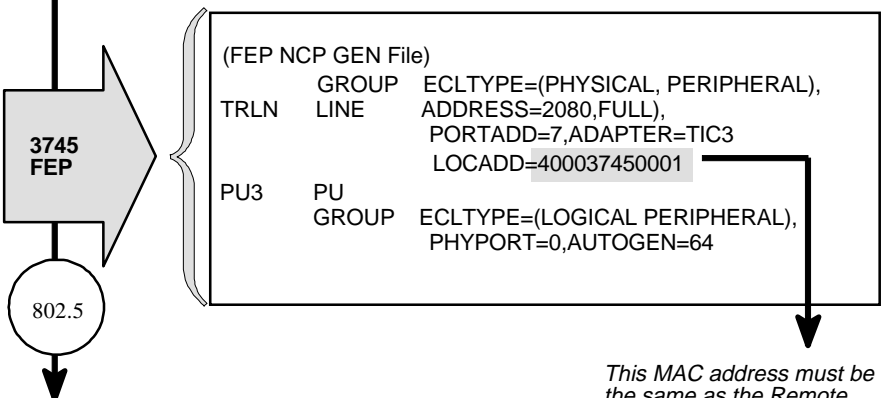 (FEP NCP GEN File)
GROUP ECLTYPE=(PHYSICAL, PERIPHERAL),
TRLN LINE ADDRESS=2080,FULL),
PORTADD=7,ADAPTER=TIC3
LOCADD=400037450001
PU3 PU
GROUP ECLTYPE=(LOGICAL PERIPHERAL),
PHYPORT=0,AUTOGEN=64
3745
FEP
802.5
This MAC address must be
the same as the Remote